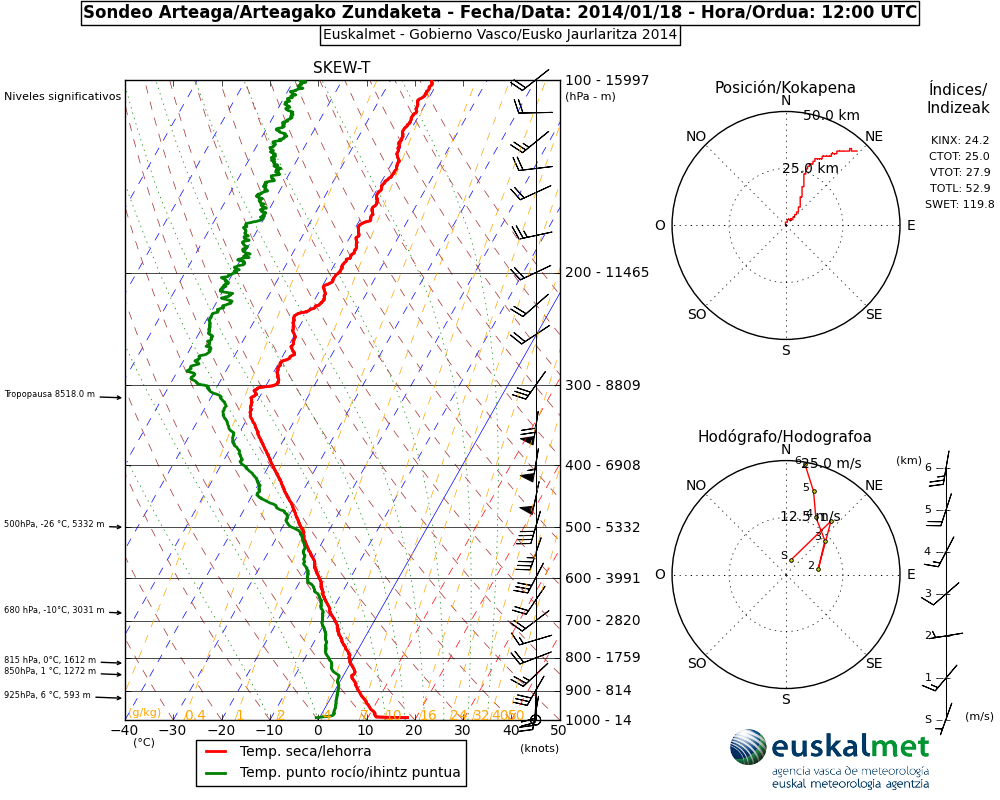 Sondeo Arteaga/Arteagako Zundaketa - Fecha/Data: 2014/01/18 - Hora/Ordua: 12:00 UTC
Euskalmet - Gobierno Vasco/Eusko Jaurlaritza 2014
SKEW-T
Niveles significativos
100 - 15997
(hPa - m)
200 - 11465
300 - 8809
Tropopausa 8518.0 m
400 - 6908
500hPa, -26 °C, 5332 m
500 - 5332
600 - 3991
680 hPa, -10°C, 3031 m
700 - 2820
815 hPa, 0°C, 1612 m
800 - 1759
850hPa, 1 °C, 1272 m
925hPa, 6 °C, 593 m
900 - 814
(g/kg) 0.4 1 2 4 7 10 16 24 32 40 50
1000 - 14
−40 −30 −20 −10 0 10 20 30 40 50
(°C)
(knots)
Temp. seca/lehorra
Temp. punto rocío/ihintz puntua
Posición/Kokapena
N
50.0 km
NO
NE
25.0 km
O
E
SO
SE
S
Índices/
Indizeak
KINX: 24.2
CTOT: 25.0
VTOT: 27.9
TOTL: 52.9
SWET: 119.8
Hodógrafo/Hodografoa
N
25.0 m/s
6
NO
NE
5
12.5 m/s
4
3
S
2
O
E
SO
SE
S
(km)
6
5
4
3
2
1
S
(m/s)
euskalmet
agencia vasca de meteorología
euskal meteorologia agentzia